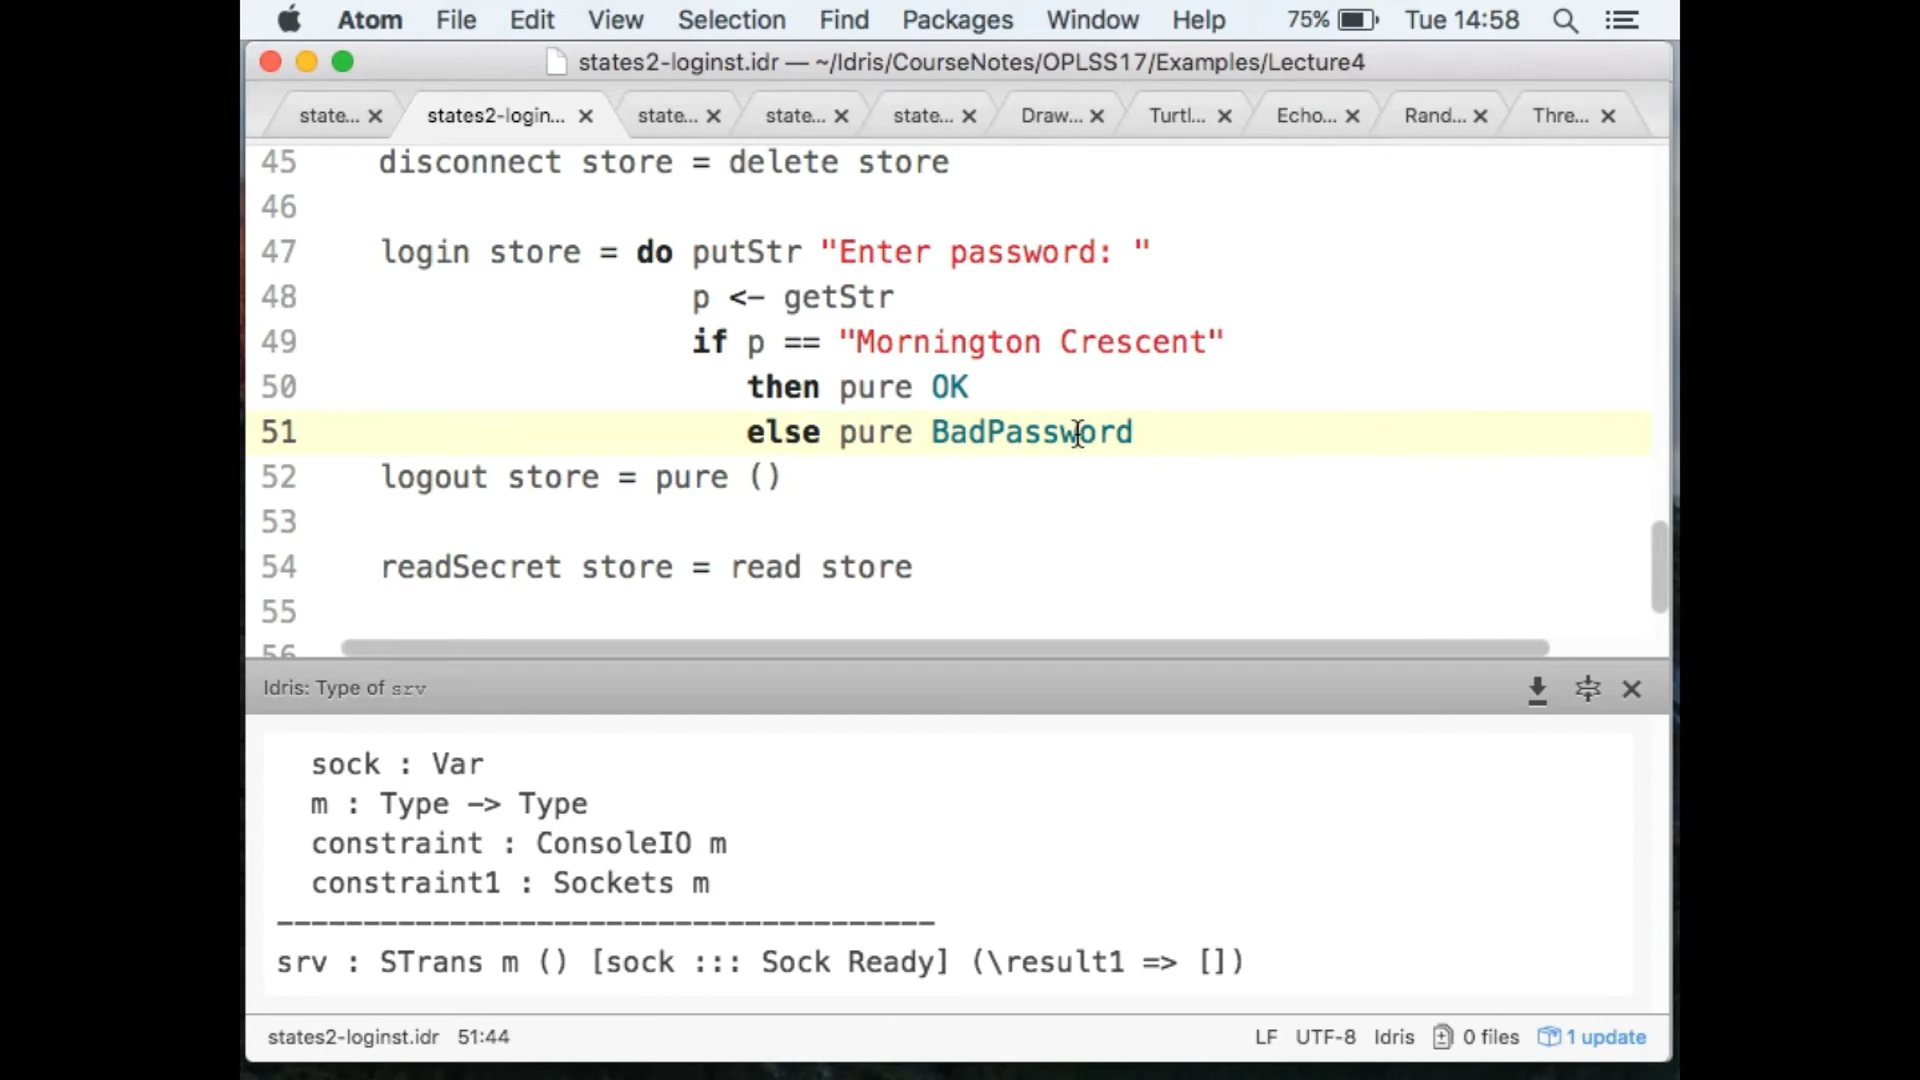 Atom File Edit View Selection Find Packages Window Help 75% Tue 14:58
states2-loginst.idr — ~/Idris/CourseNotes/OPLSS17/Examples/Lecture4
state... states2-login... state... state... state... Draw... Turtl... Echo... Rand... Thre...
45 disconnect store = delete store
46
47 login store = do putStr "Enter password: "
48 p <- getStr
49 if p == "Mornington Crescent"
50 then pure OK
51 else pure BadPassword
52 logout store = pure ()
53
54 readSecret store = read store
55
56
Idris: Type of srv
sock : Var
m : Type -> Type
constraint : ConsoleIO m
constraint1 : Sockets m
--------------------------------------
srv : STrans m () [sock ::: Sock Ready] (\result1 => [])
states2-loginst.idr 51:44 LF UTF-8 Idris 0 files 1 update